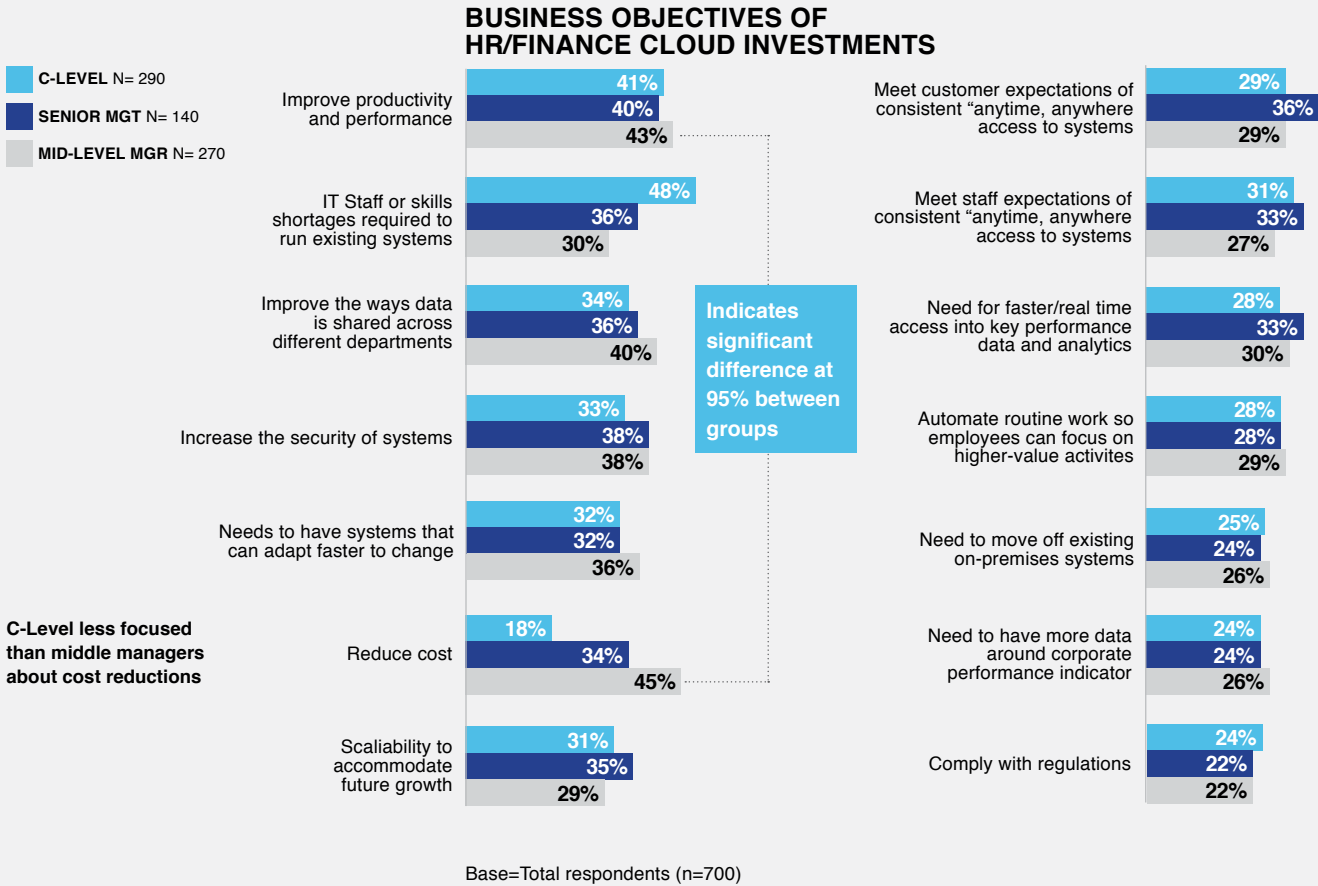 BUSINESS OBJECTIVES OF
HR/FINANCE CLOUD INVESTMENTS
C-LEVEL N= 290
SENIOR MGT N= 140
MID-LEVEL MGR N= 270
Improve productivity
and performance
41%
40%
43%
IT Staff or skills
shortages required to
run existing systems
48%
36%
30%
Improve the ways data
is shared across
different departments
34%
36%
40%
Increase the security of systems
33%
38%
38%
Needs to have systems that
can adapt faster to change
32%
32%
36%
C-Level less focused
than middle managers
about cost reductions
Reduce cost
18%
34%
45%
Scaliability to
accommodate
future growth
31%
35%
29%
Indicates
significant
difference at
95% between
groups
Meet customer expectations of
consistent “anytime, anywhere
access to systems
29%
36%
29%
Meet staff expectations of
consistent “anytime, anywhere
access to systems
31%
33%
27%
Need for faster/real time
access into key performance
data and analytics
28%
33%
30%
Automate routine work so
employees can focus on
higher-value activites
28%
28%
29%
Need to move off existing
on-premises systems
25%
24%
26%
Need to have more data
around corporate
performance indicator
24%
24%
26%
Comply with regulations
24%
22%
22%
Base=Total respondents (n=700)